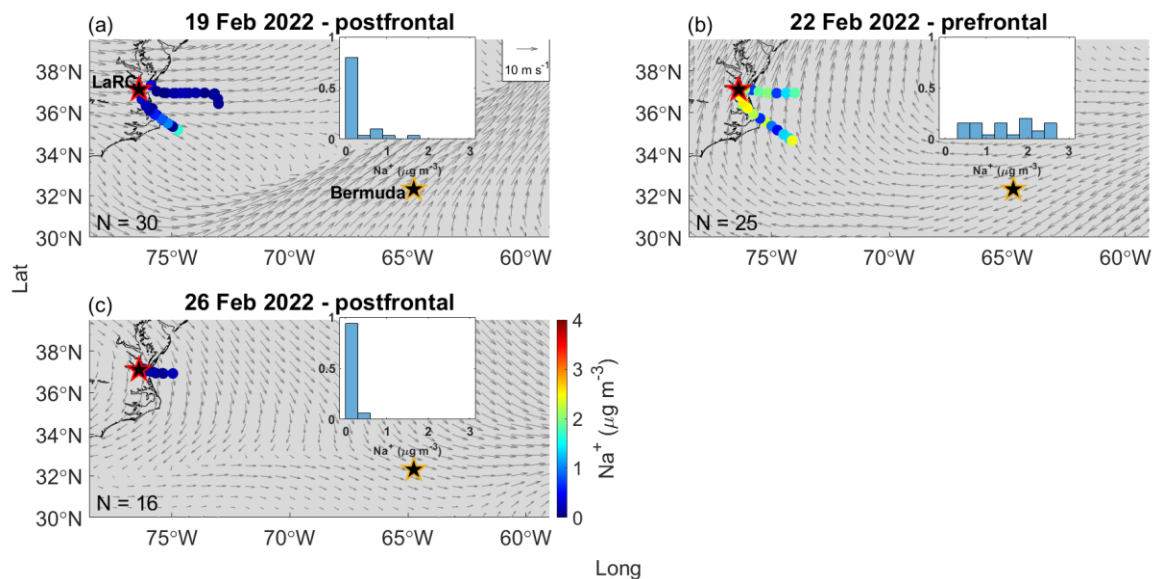 (a) 19 Feb 2022 - postfrontal
38°N
36°N
34°N
32°N
30°N
LaRC
1
0.5
0
0 1 2 3
Na⁺ (μg m⁻³)
10 m s⁻¹
Bermuda
N = 30
75°W 70°W 65°W 60°W
(b) 22 Feb 2022 - prefrontal
38°N
36°N
34°N
32°N
30°N
1
0.5
0
0 1 2 3
Na⁺ (μg m⁻³)
N = 25
75°W 70°W 65°W 60°W
Lat
(c) 26 Feb 2022 - postfrontal
38°N
36°N
34°N
32°N
30°N
1
0.5
0
0 1 2 3
Na⁺ (μg m⁻³)
N = 16
75°W 70°W 65°W 60°W
4
3
2
1
0
Na⁺ (μg m⁻³)
Long